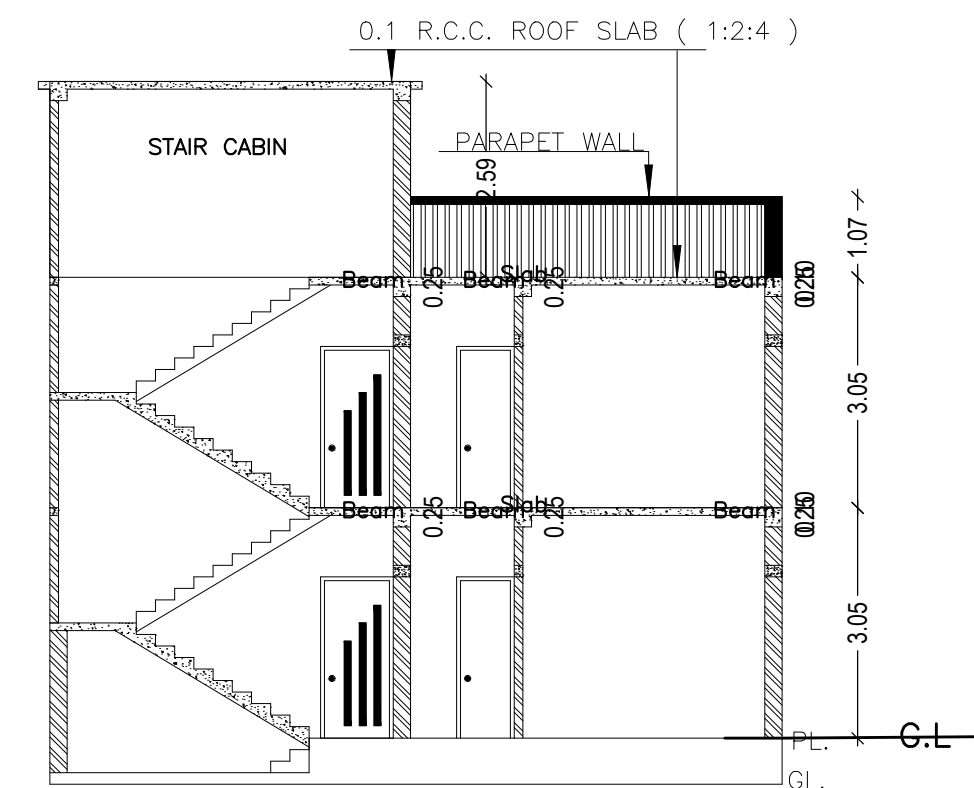 0.1 R.C.C. ROOF SLAB ( 1:2:4 )
STAIR CABIN
PARAPET WALL
2.59
1.07
Beam
0.25
Beam
Slab
0.25
Beam
3.05
Beam
0.25
Beam
Slab
0.25
Beam
3.05
PL.
G.L
GL.